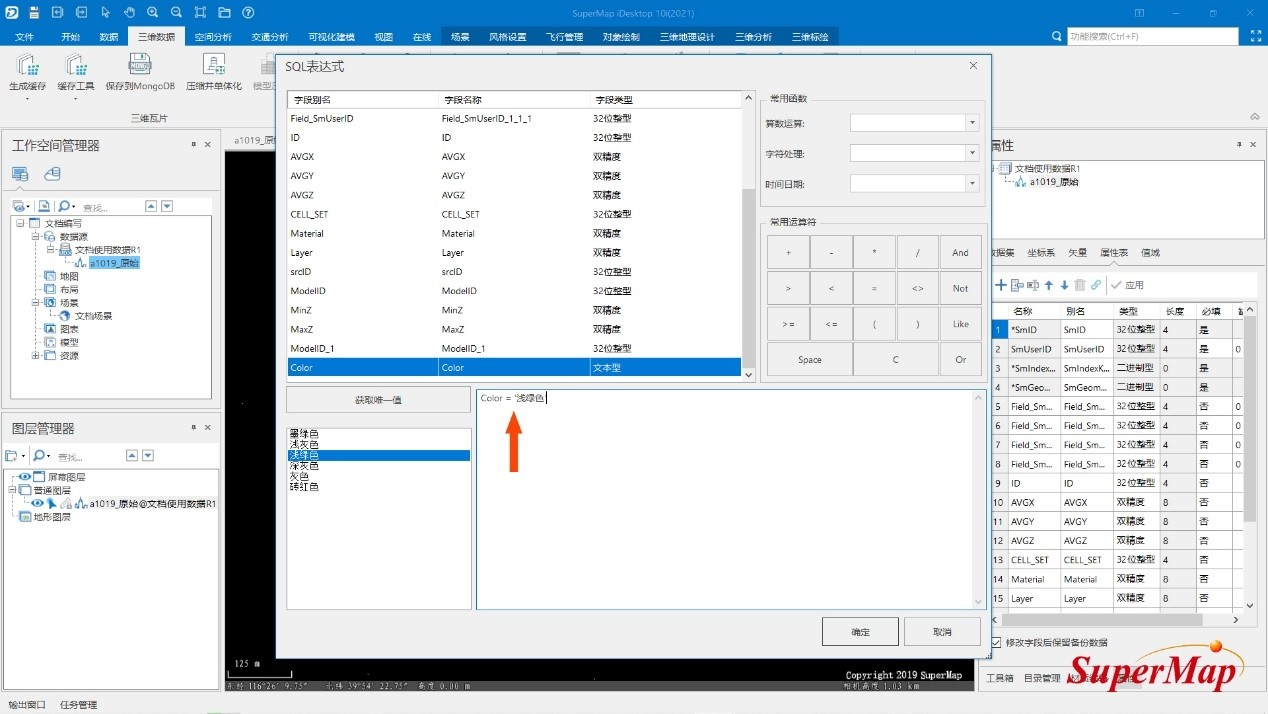 SuperMap iDesktop 10i(2021)
文件 开始 数据 三维数据 空间分析 交通分析 可视化建模 视图 在线 场景 风格设置 飞行管理 对象绘制 三维地理设计 三维分析 三维标绘
功能搜索(Ctrl+F)
生成缓存 缓存工具 保存到MongoDB 压缩并单体化
三维瓦片
工作空间管理器
查找...
文档编写
数据源
文档使用数据R1
a1019_原始
地图
布局
场景
文档场景
图表
模型
资源
图层管理器
查找...
屏幕图层
普通图层
a1019_原始@文档使用数据R1
地形图层
输出窗口 任务管理
SQL表达式
字段别名 字段名称 字段类型
Field_SmUserID Field_SmUserID_1_1_1 32位整型
ID ID 32位整型
AVGX AVGX 双精度
AVGY AVGY 双精度
AVGZ AVGZ 双精度
CELL_SET CELL_SET 32位整型
Material Material 双精度
Layer Layer 双精度
srcID srcID 32位整型
ModelID ModelID 32位整型
MinZ MinZ 双精度
MaxZ MaxZ 双精度
ModelID_1 ModelID_1 32位整型
Color Color 文本型
常用函数
算数运算:
字符处理:
时间日期:
常用运算符
+ - * / And
> < = <> Not
>= <= ( ) Like
Space C Or
获取唯一值
墨绿色
浅灰色
浅绿色
深灰色
灰色
砖红色
Color = '浅绿色'
确定 取消
125 m
东经 116°26' 9.75" 北纬 39°54' 22.75" 高度 0.00 m
Copyright 2019 SuperMap
相机高度 1.03 km
属性
文档使用数据R1
a1019_原始
数据集 坐标系 矢量 属性表 值域
应用
名称 别名 类型 长度 必填
1 *SmID SmID 32位整型 4 是
2 SmUserID SmUserID 32位整型 4 是 0
3 *SmIndex... SmIndexK... 二进制型 0 是
4 *SmGeo... SmGeom... 二进制型 0 是
5 Field_Sm... Field_Sm... 32位整型 4 否 0
6 Field_Sm... Field_Sm... 32位整型 4 否 0
7 Field_Sm... Field_Sm... 32位整型 4 否 0
8 Field_Sm... Field_Sm... 32位整型 4 否 0
9 ID ID 32位整型 4 否
10 AVGX AVGX 双精度 8 否
11 AVGY AVGY 双精度 8 否
12 AVGZ AVGZ 双精度 8 否
13 CELL_SET CELL_SET 32位整型 4 否
14 Material Material 双精度 8 否
15 Layer Layer 双精度 8 否
修改字段后保留备份数据
工具箱 目录管理
SuperMap